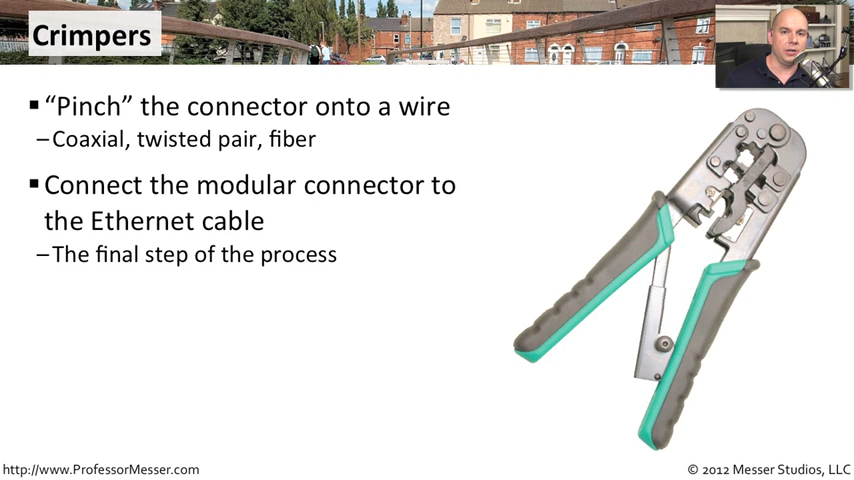 Crimpers
▪ “Pinch” the connector onto a wire
–Coaxial, twisted pair, fiber
▪ Connect the modular connector to
the Ethernet cable
–The final step of the process
http://www.ProfessorMesser.com
© 2012 Messer Studios, LLC